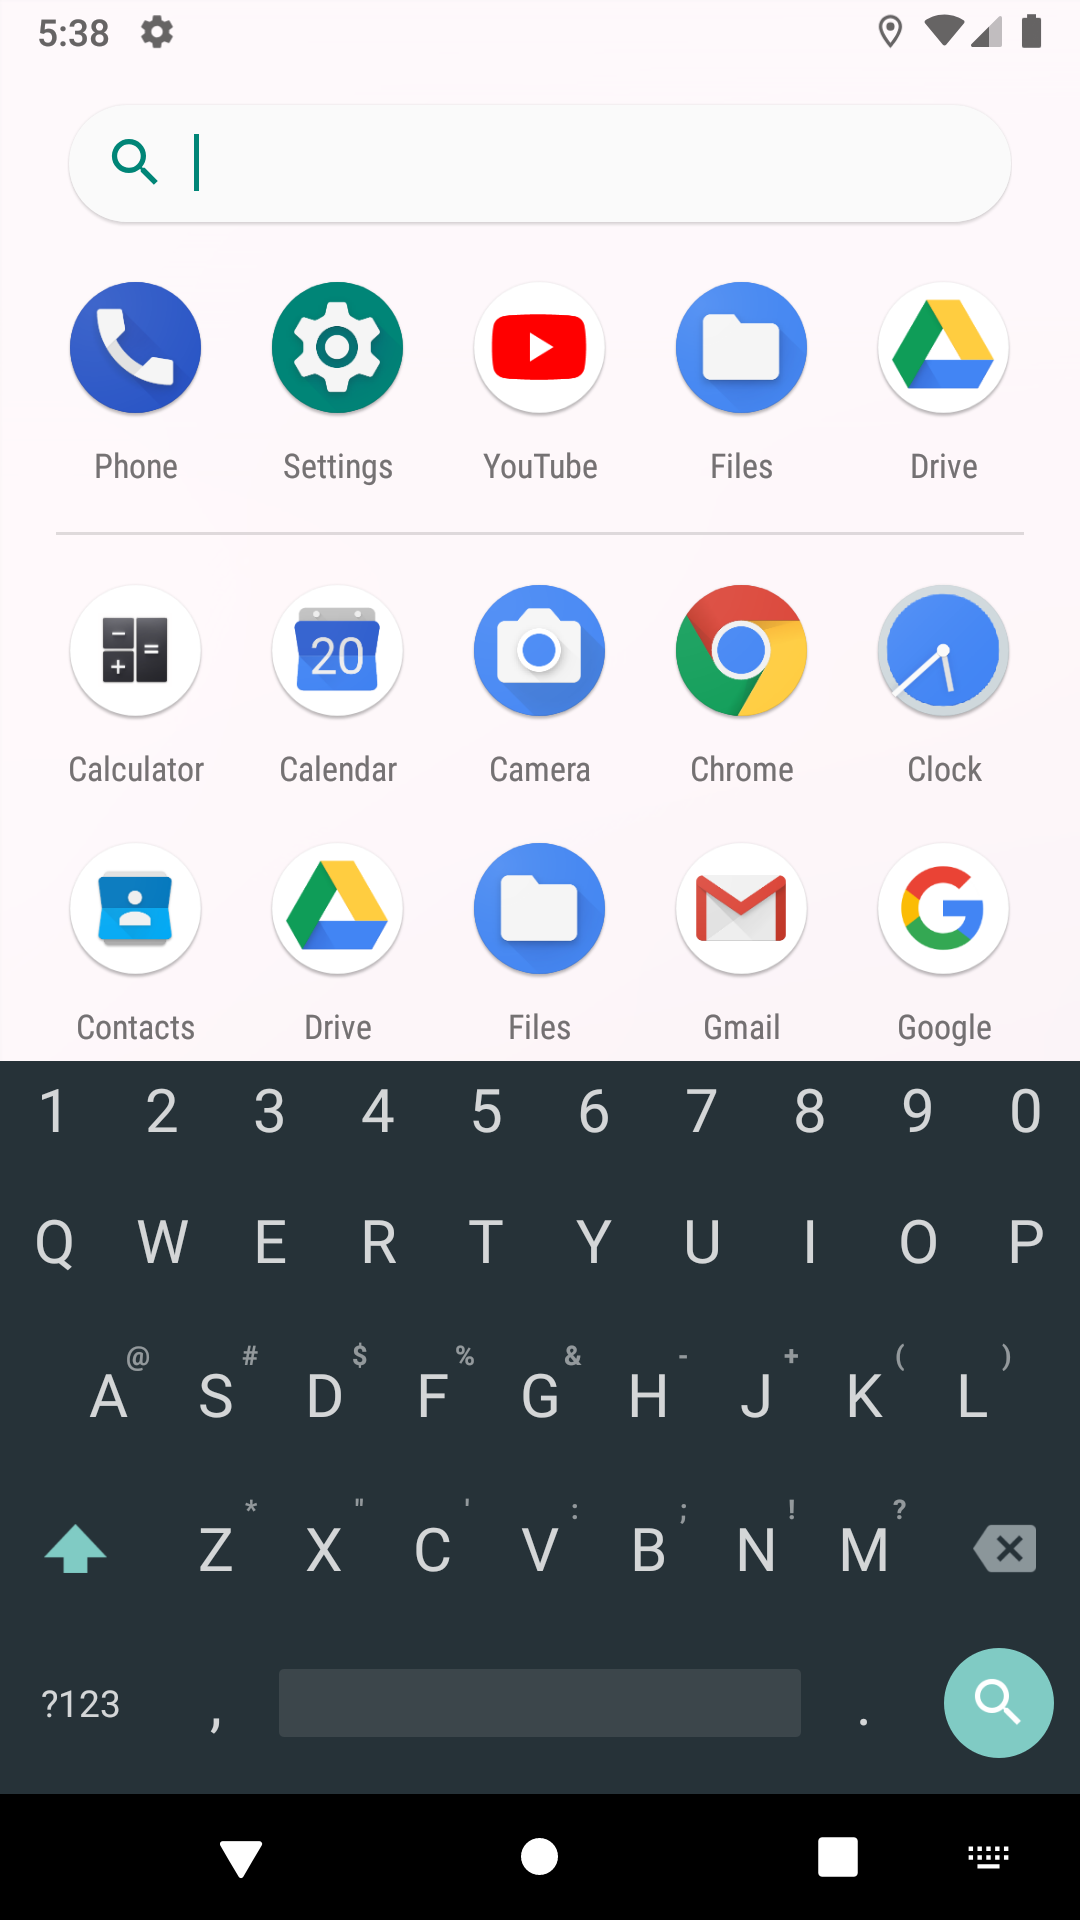 5:38
Phone Settings YouTube Files Drive
20
Calculator Calendar Camera Chrome Clock
Contacts Drive Files Gmail Google
1 2 3 4 5 6 7 8 9 0
Q W E R T Y U I O P
@ # $ % & - + ( )
A S D F G H J K L
* " ' : ; ! ?
Z X C V B N M
?123 , .